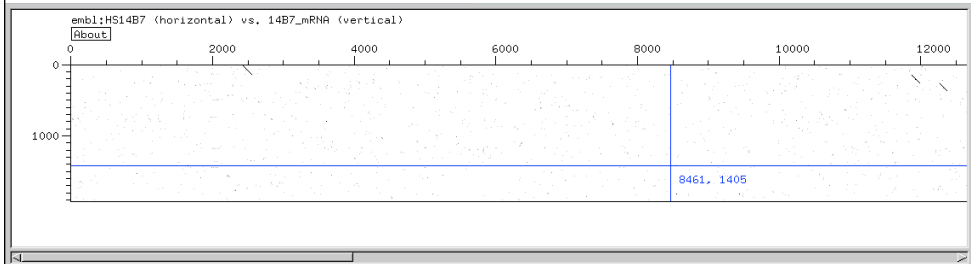 embl:HS14B7 (horizontal) vs. 14B7_mRNA (vertical)
About
0 2000 4000 6000 8000 10000 12000
0
1000
8461, 1405